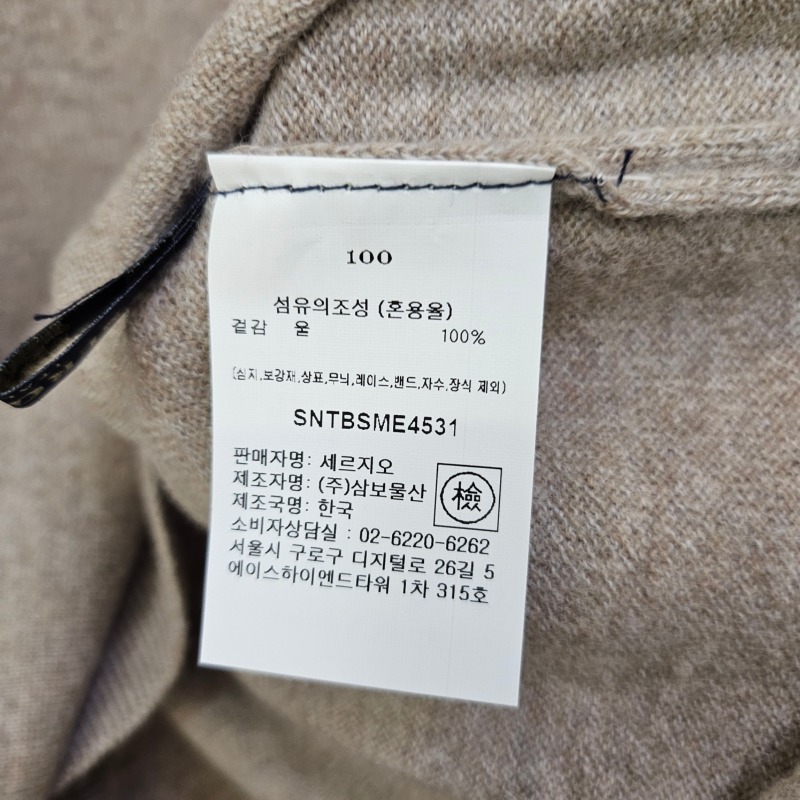 100
섬유의조성 (혼용율)
겉감 울 100%
(심지,보강재,상표,무늬,레이스,밴드,자수,장식 제외)
SNTBSME4531
판매자명: 세르지오
제조자명: (주)삼보물산
檢
제조국명: 한국
소비자상담실 : 02-6220-6262
서울시 구로구 디지털로 26길 5
에이스하이엔드타워 1차 315호